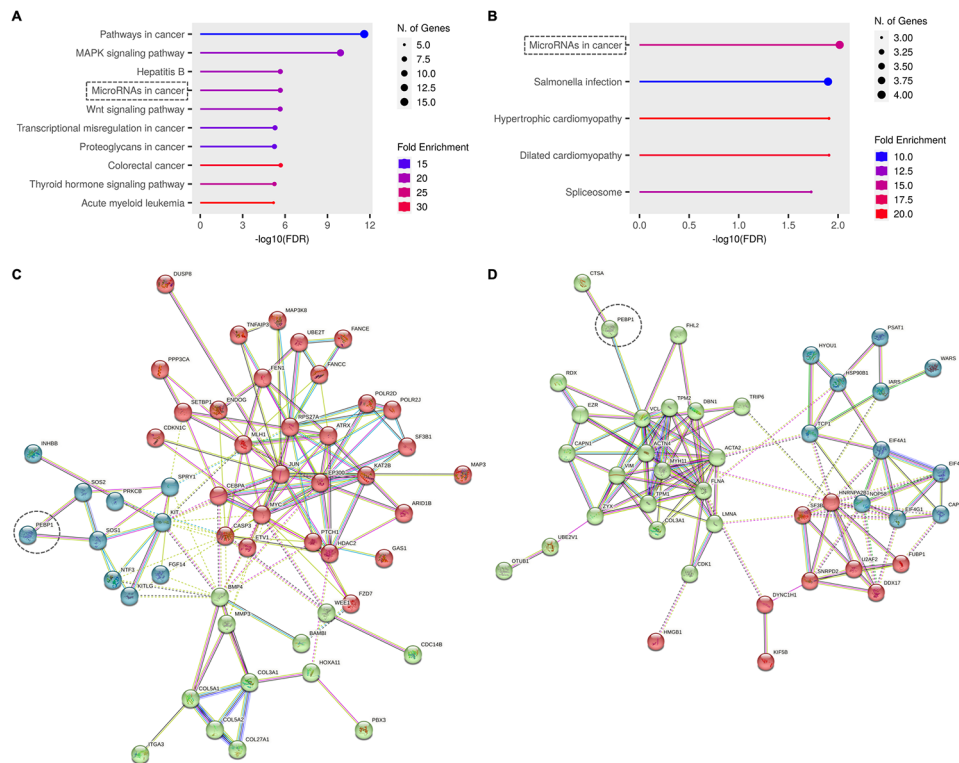 A
Pathways in cancer
MAPK signaling pathway
Hepatitis B
MicroRNAs in cancer
Wnt signaling pathway
Transcriptional misregulation in cancer
Proteoglycans in cancer
Colorectal cancer
Thyroid hormone signaling pathway
Acute myeloid leukemia
0 3 6 9 12
-log10(FDR)
N. of Genes
5.0
7.5
10.0
12.5
15.0
Fold Enrichment
15
20
25
30
B
MicroRNAs in cancer
Salmonella infection
Hypertrophic cardiomyopathy
Dilated cardiomyopathy
Spliceosome
0.0 0.5 1.0 1.5 2.0
-log10(FDR)
N. of Genes
3.00
3.25
3.50
3.75
4.00
Fold Enrichment
10.0
12.5
15.0
17.5
20.0
C
DUSP8
TNFAIP3
MAP3K8
UBE2T
FANCE
PPP3CA
FEN1
FANCC
SETBP1
ENDOG
POLR2D
POLR2J
RPS27A
CDKN1C
ATRX
MLH1
SF3B1
INHBB
JUN
EP300
KAT2B
MAP3
SPRY1
CEBPA
SOS2
PRKCB
MYC
ARID1B
PEBP1
SOS1
KIT
CASP3
ETV1
PTCH1
HDAC2
GAS1
NTF3
FGF14
KITLG
BMP4
FZD7
WEE1
MMP3
BAMBI
CDC14B
HOXA11
COL3A1
COL5A1
COL5A2
PBX3
COL27A1
ITGA3
D
CTSA
PEBP1
FHL2
PSAT1
HYOU1
WARS
HSP90B1
IARS
RDX
EZR
VCL
TPM2
DBN1
TRIP6
TCP1
CAPN1
ACTN4
ACTA2
EIF4A1
VIM
MYH11
EIF4
FLNA
HNRNPA2B1
NOP56
ZYX
TPM1
COL3A1
LMNA
SF3B
EIF4G1
CAP
UBE2V1
OTUB1
U2AF2
FUBP1
CDK1
SNRPD2
DDX17
DYNC1H1
HMGB1
KIF5B